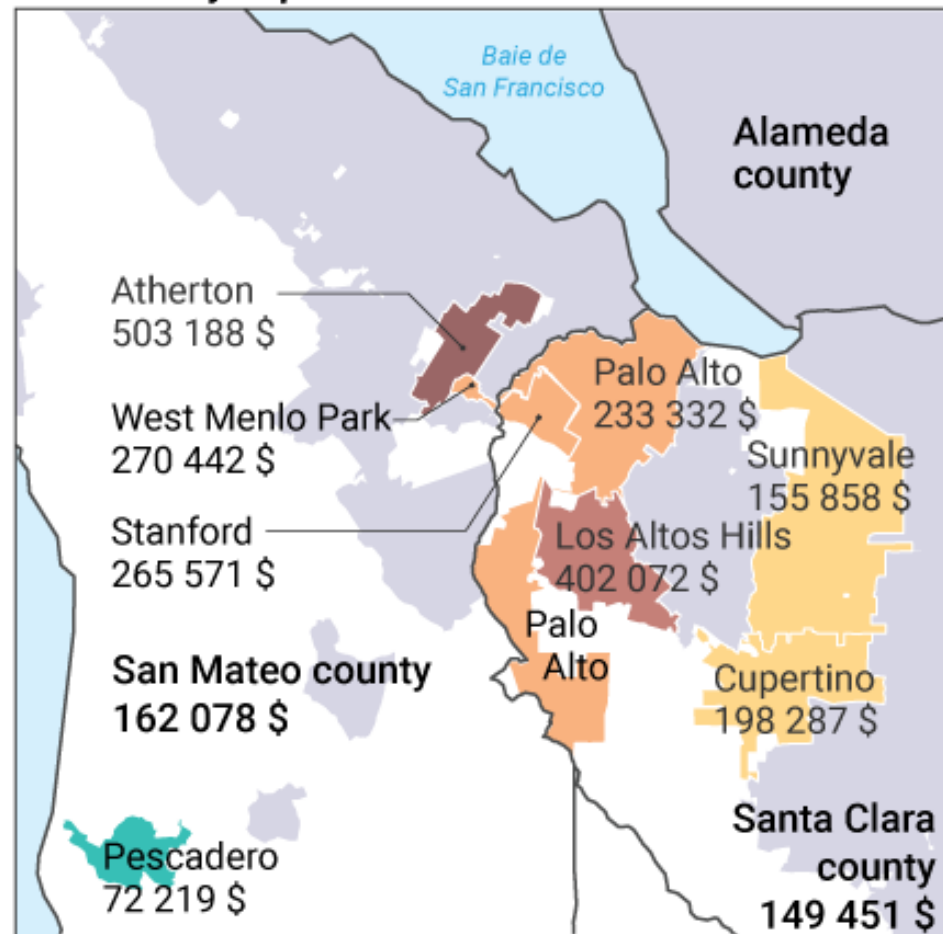 Baie de
San Francisco
Alameda
county
Atherton
503 188 $
West Menlo Park
270 442 $
Stanford
265 571 $
Palo Alto
233 332 $
Sunnyvale
155 858 $
Los Altos Hills
402 072 $
Palo
Alto
San Mateo county
162 078 $
Cupertino
198 287 $
Pescadero
72 219 $
Santa Clara
county
149 451 $